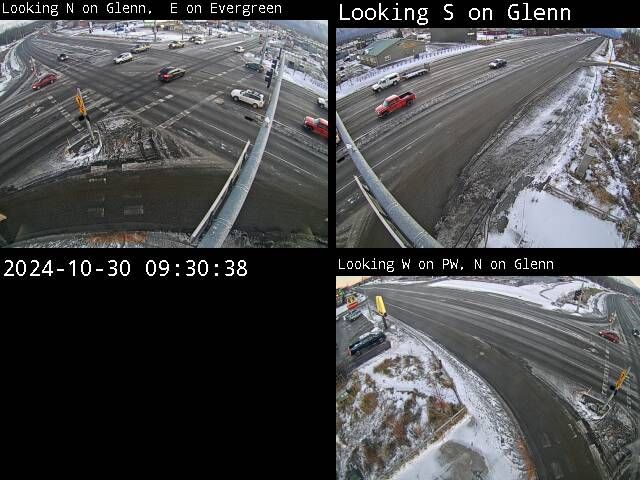 Looking N on Glenn, E on Evergreen
Looking S on Glenn
2024-10-30 09:30:38
Looking W on PW, N on Glenn